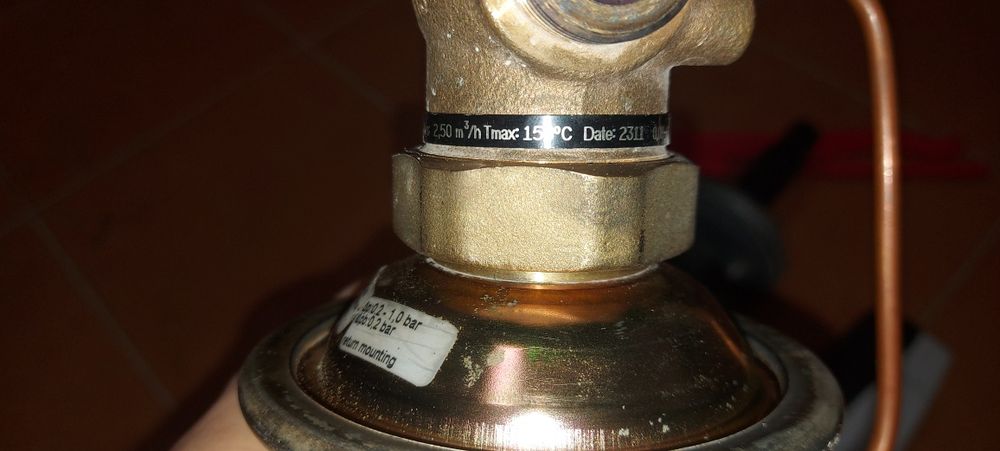 2,50 m³/h Tmax: 15 °C Date: 2311
0,2 - 1,0 bar
0,2 bar
return mounting